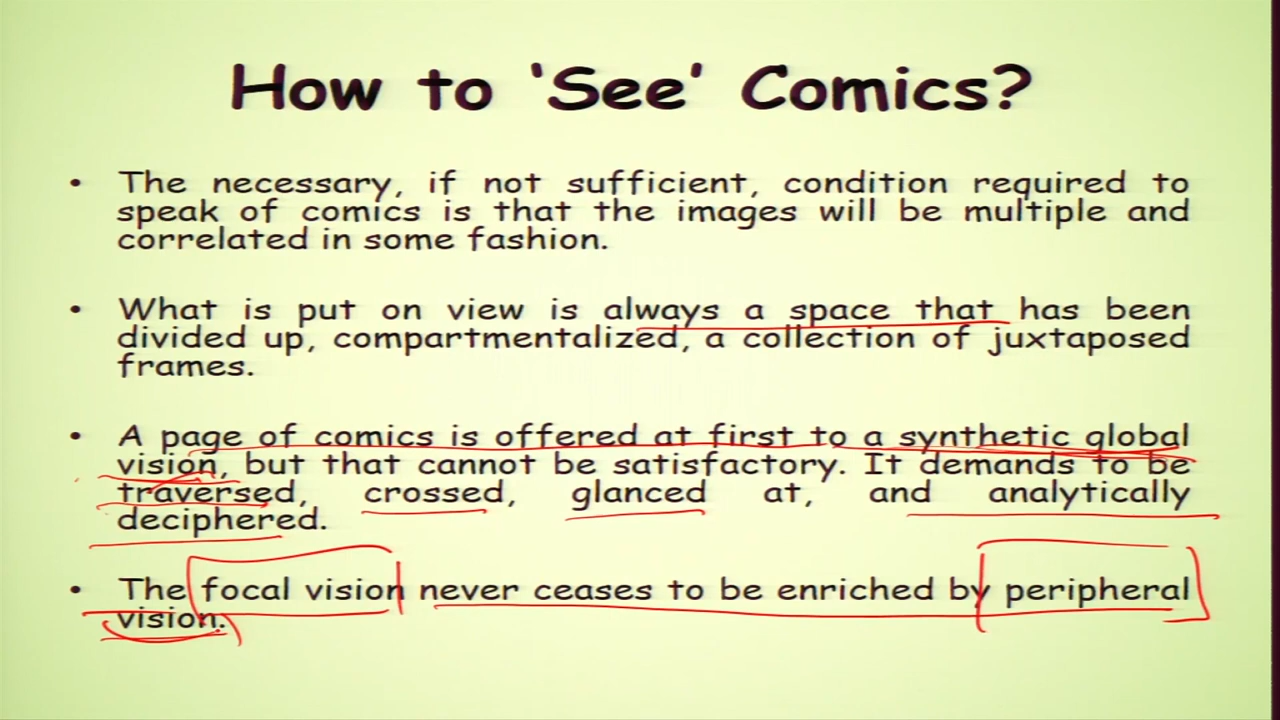 How to 'See' Comics?
• The necessary, if not sufficient, condition required to
speak of comics is that the images will be multiple and
correlated in some fashion.
• What is put on view is always a space that has been
divided up, compartmentalized, a collection of juxtaposed
frames.
• A page of comics is offered at first to a synthetic global
vision, but that cannot be satisfactory. It demands to be
traversed, crossed, glanced at, and analytically
deciphered.
• The focal vision never ceases to be enriched by peripheral
vision.